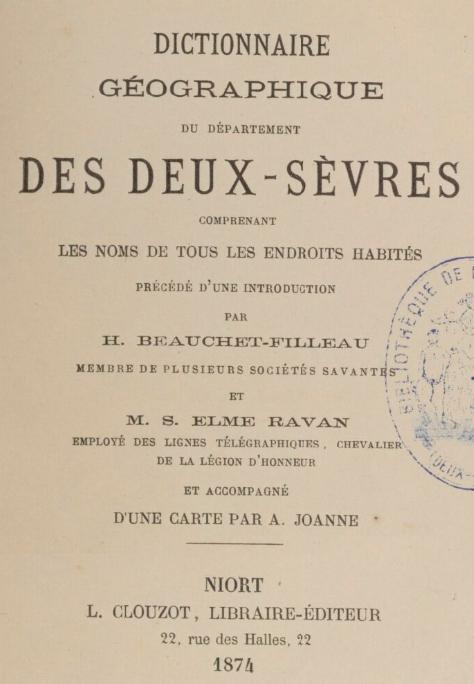 DICTIONNAIRE
GÉOGRAPHIQUE
DU DÉPARTEMENT
DES DEUX-SÈVRES
COMPRENANT
LES NOMS DE TOUS LES ENDROITS HABITÉS
PRÉCÉDÉ D'UNE INTRODUCTION
PAR
H. BEAUCHET-FILLEAU
MEMBRE DE PLUSIEURS SOCIÉTÉS SAVANTES
ET
M. S. ELME RAVAN
EMPLOYÉ DES LIGNES TÉLÉGRAPHIQUES, CHEVALIER
DE LA LÉGION D'HONNEUR
ET ACCOMPAGNÉ
D'UNE CARTE PAR A. JOANNE
NIORT
L. CLOUZOT, LIBRAIRE-ÉDITEUR
22, rue des Halles, 22
1874
BIBLIOTHÈQUE DE